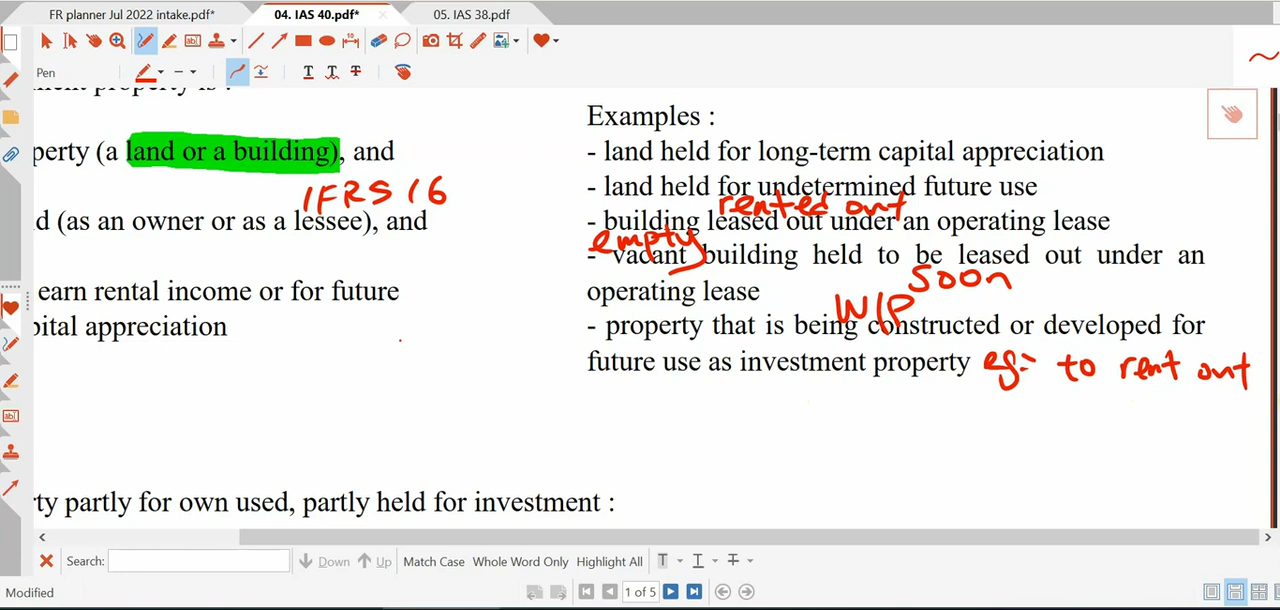 FR planner Jul 2022 intake.pdf*
04. IAS 40.pdf*
05. IAS 38.pdf
Pen
ment property is :
perty (a land or a building), and
IFRS 16
d (as an owner or as a lessee), and
earn rental income or for future
pital appreciation
Examples :
- land held for long-term capital appreciation
- land held for undetermined future use
rented out
- building leased out under an operating lease
empty
- vacant building held to be leased out under an
soon
operating lease
WIP
- property that is being constructed or developed for
future use as investment property eg:- to rent out
ty partly for own used, partly held for investment :
Search: Down Up Match Case Whole Word Only Highlight All
Modified
1 of 5